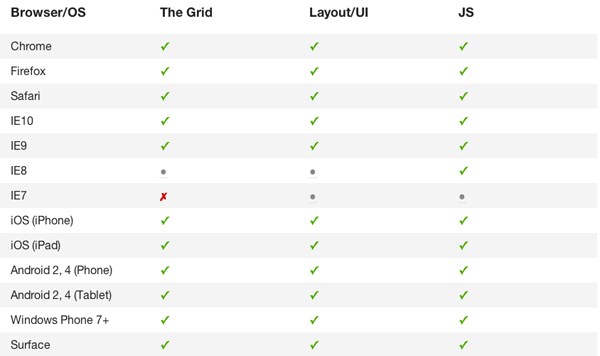 Browser/OS The Grid Layout/UI JS
Chrome ✓ ✓ ✓
Firefox ✓ ✓ ✓
Safari ✓ ✓ ✓
IE10 ✓ ✓ ✓
IE9 ✓ ✓ ✓
IE8 ● ● ✓
IE7 ✗ ● ●
iOS (iPhone) ✓ ✓ ✓
iOS (iPad) ✓ ✓ ✓
Android 2, 4 (Phone) ✓ ✓ ✓
Android 2, 4 (Tablet) ✓ ✓ ✓
Windows Phone 7+ ✓ ✓ ✓
Surface ✓ ✓ ✓